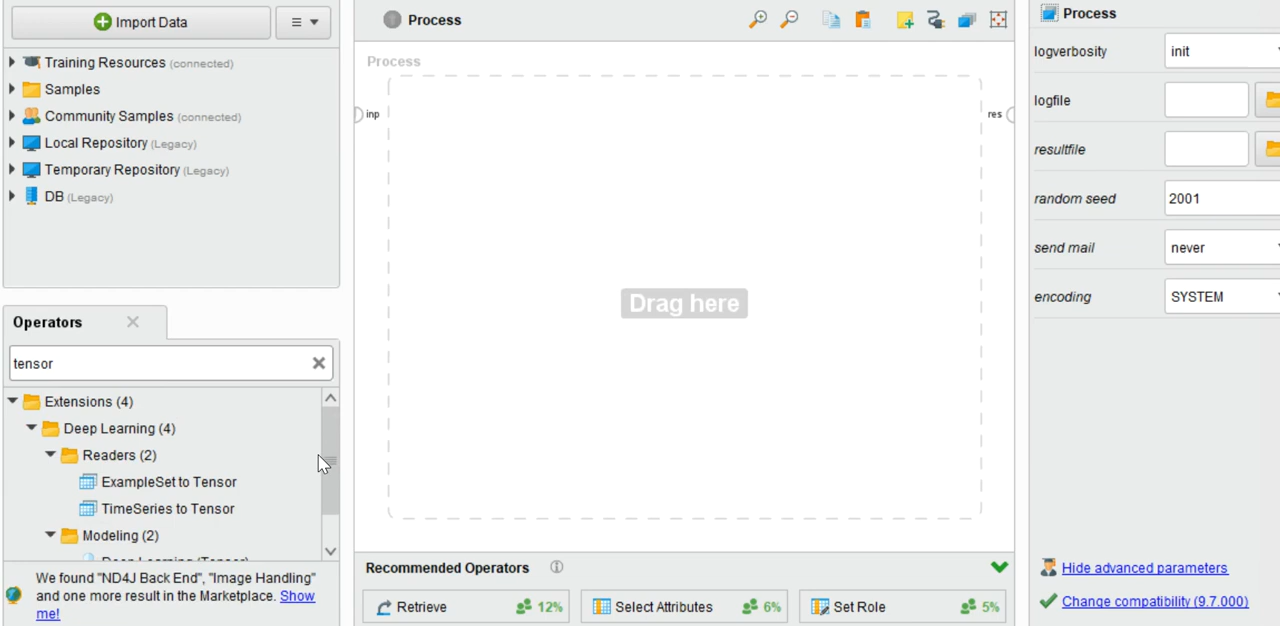 Import Data
Training Resources (connected)
Samples
Community Samples (connected)
Local Repository (Legacy)
Temporary Repository (Legacy)
DB (Legacy)
Operators
tensor
Extensions (4)
Deep Learning (4)
Readers (2)
ExampleSet to Tensor
TimeSeries to Tensor
Modeling (2)
Deep Learning (Tensor)
We found "ND4J Back End", "Image Handling"
and one more result in the Marketplace. Show
me!
Process
Process
inp
res
Drag here
Recommended Operators
Retrieve 12%
Select Attributes 6%
Set Role 5%
Process
logverbosity init
logfile
resultfile
random seed 2001
send mail never
encoding SYSTEM
Hide advanced parameters
Change compatibility (9.7.000)